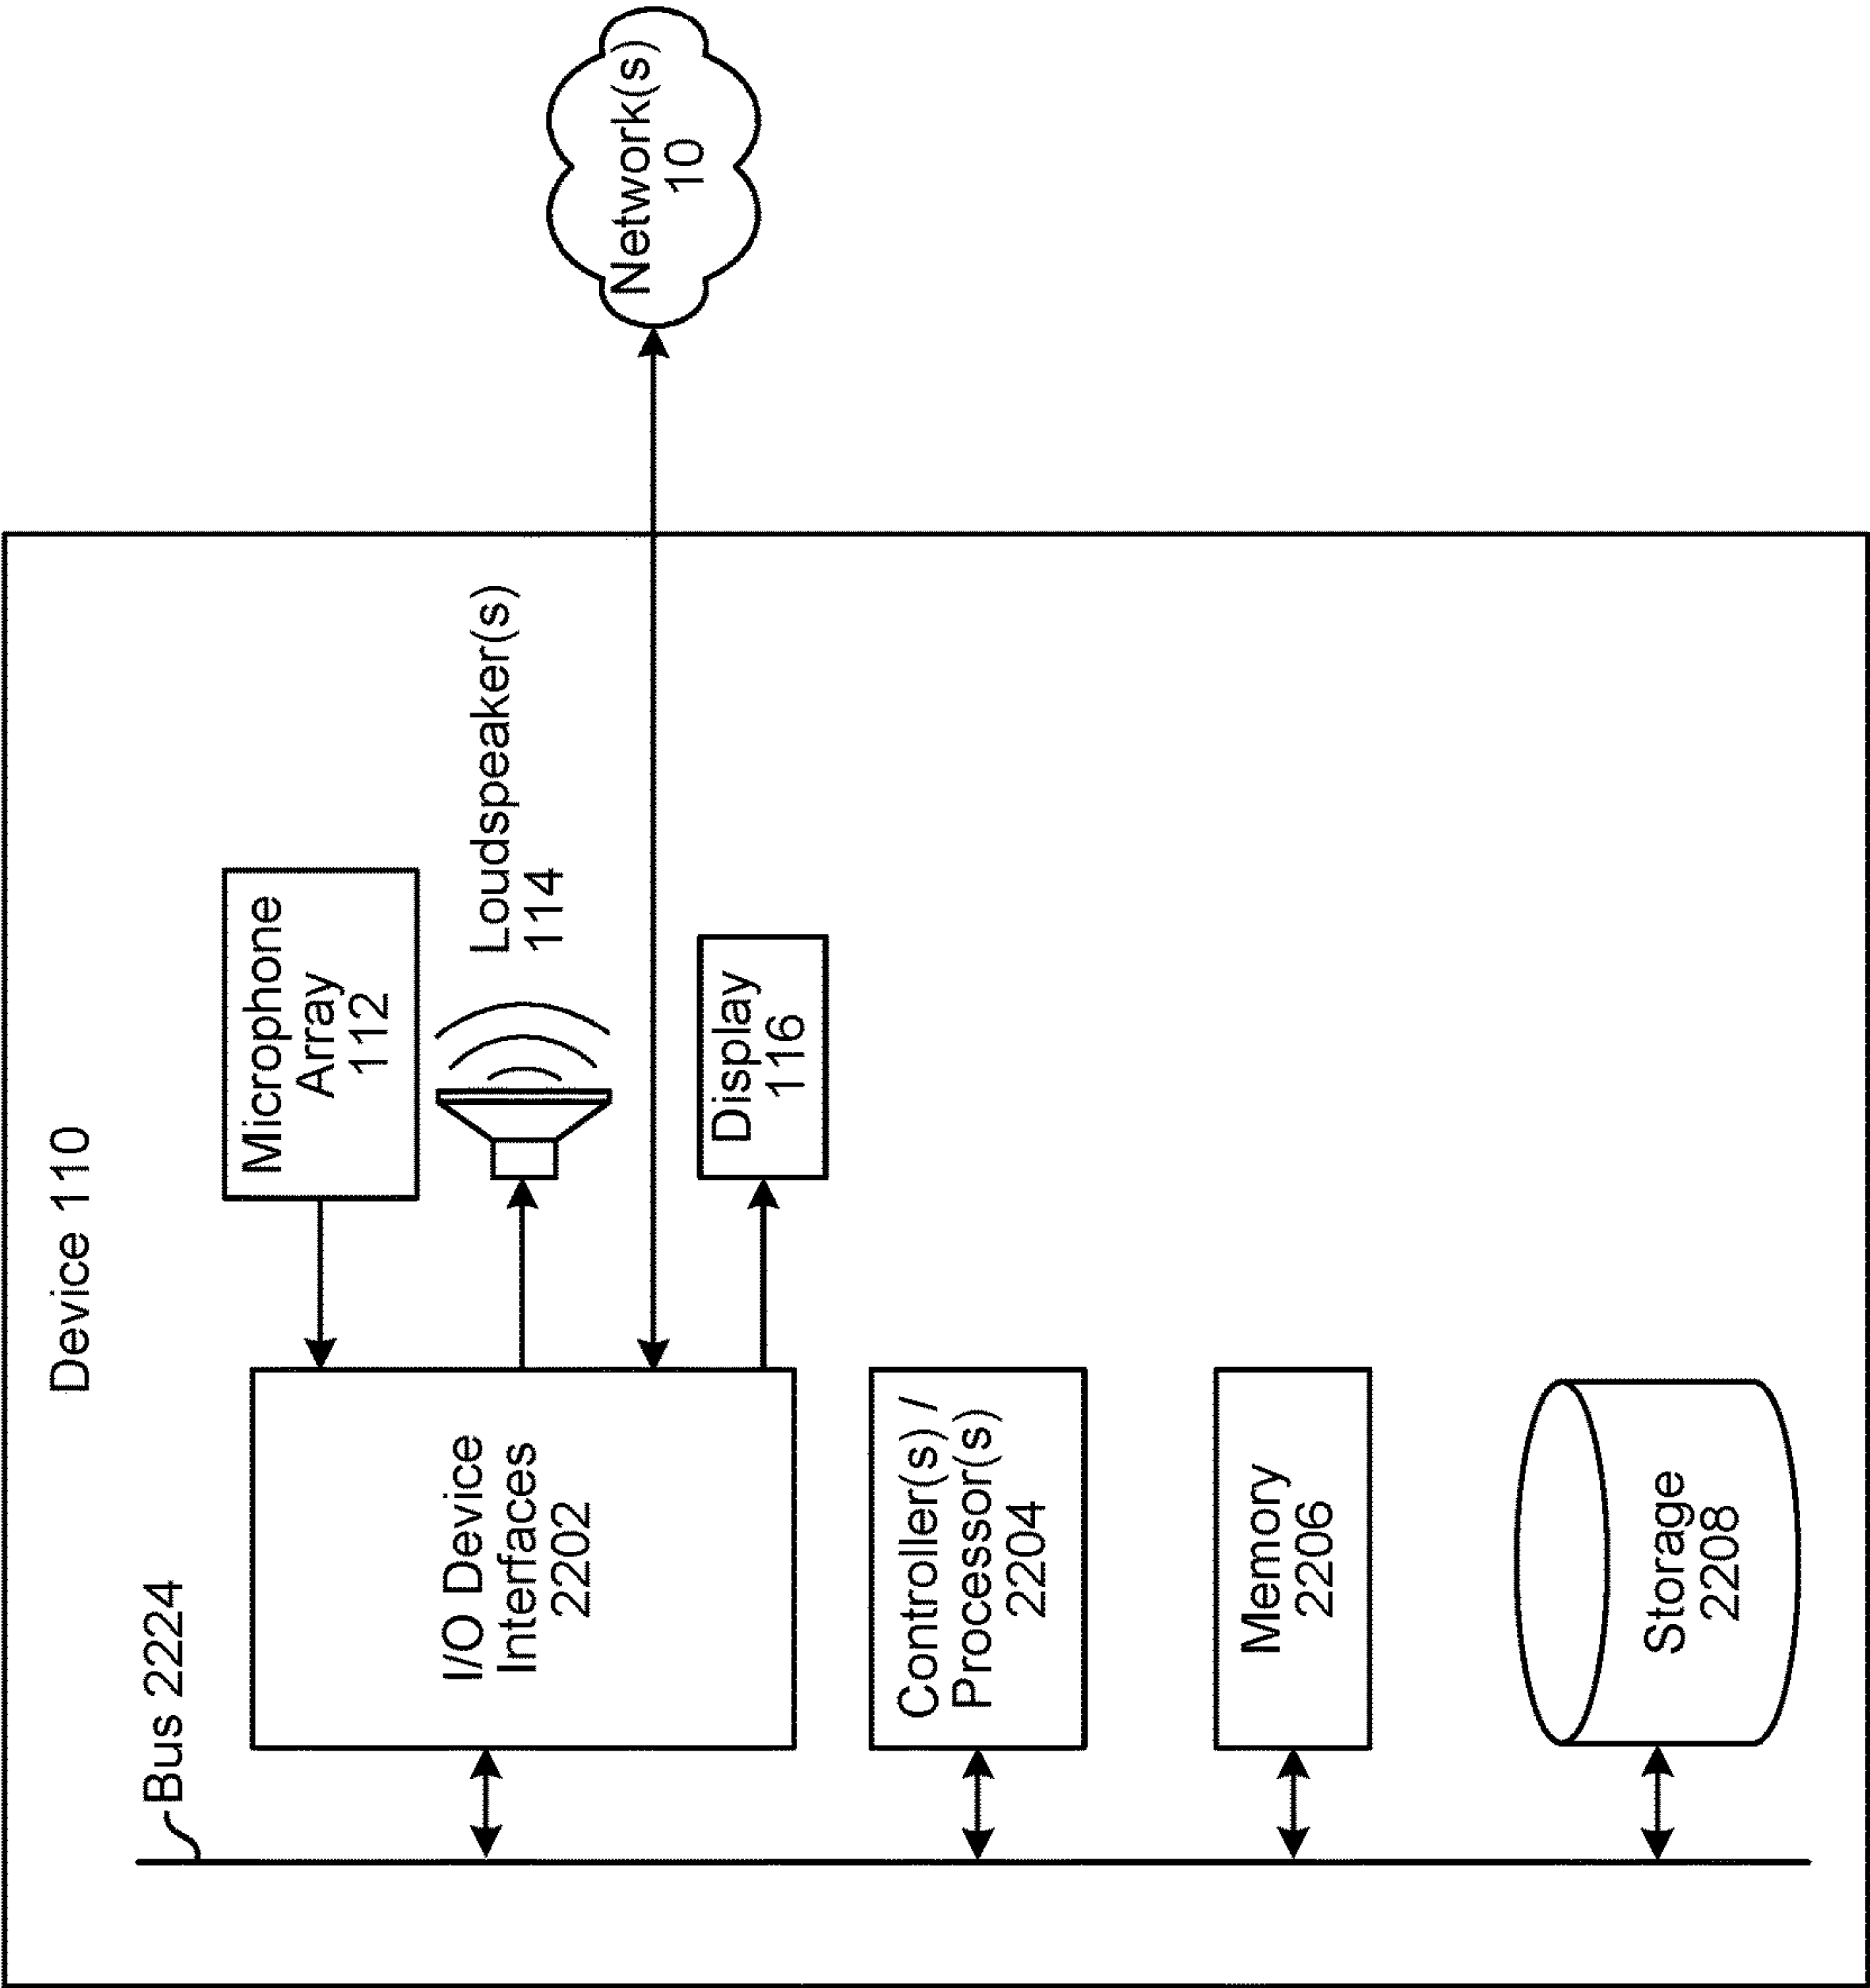 Device 110
Bus 2224
I/O Device
Interfaces
2202
Microphone
Array
112
Loudspeaker(s)
114
Network(s)
10
Display
116
Controller(s) /
Processor(s)
2204
Memory
2206
Storage
2208